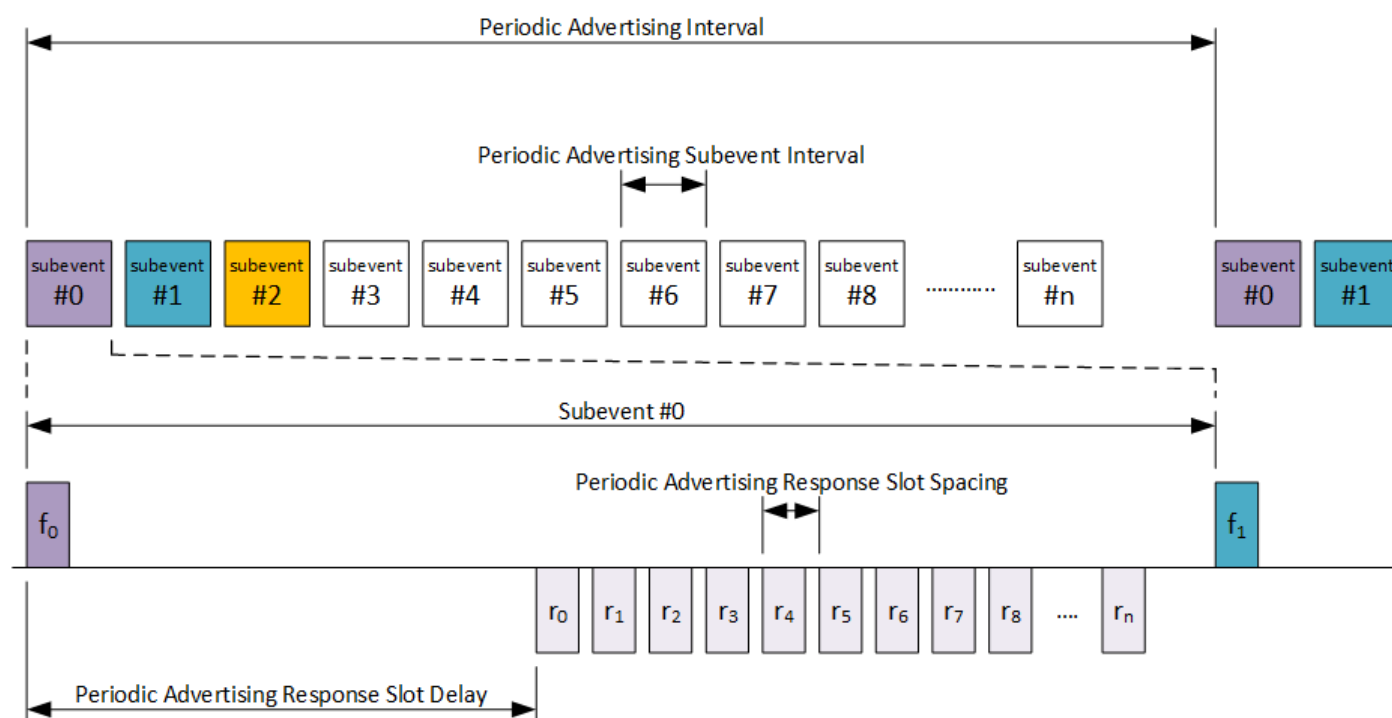 Periodic Advertising Interval
Periodic Advertising Subevent Interval
subevent #0 subevent #1 subevent #2 subevent #3 subevent #4 subevent #5 subevent #6 subevent #7 subevent #8 ........... subevent #n subevent #0 subevent #1
Subevent #0
Periodic Advertising Response Slot Spacing
f₀ f₁
r₀ r₁ r₂ r₃ r₄ r₅ r₆ r₇ r₈ .... rₙ
Periodic Advertising Response Slot Delay